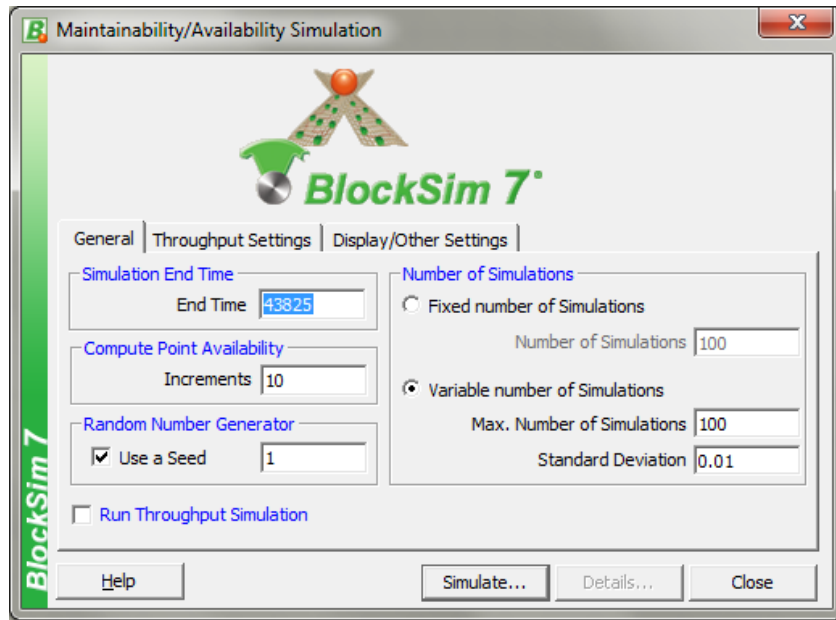 Maintainability/Availability Simulation
BlockSim 7
General
Throughput Settings
Display/Other Settings
Simulation End Time
End Time 43825
Compute Point Availability
Increments 10
Random Number Generator
Use a Seed 1
Run Throughput Simulation
Number of Simulations
Fixed number of Simulations
Number of Simulations 100
Variable number of Simulations
Max. Number of Simulations 100
Standard Deviation 0.01
BlockSim 7
Help
Simulate...
Details...
Close